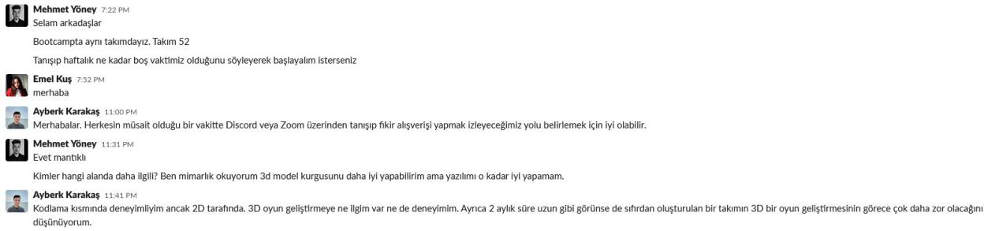 Mehmet Yöney 7:22 PM
Selam arkadaşlar
Bootcampta aynı takımdayız. Takım 52
Tanışıp haftalık ne kadar boş vaktimiz olduğunu söyleyerek başlayalım isterseniz
Emel Kuş 7:52 PM
merhaba
Ayberk Karakaş 11:00 PM
Merhabalar. Herkesin müsait olduğu bir vakitte Discord veya Zoom üzerinden tanışıp fikir alışverişi yapmak izleyeceğimiz yolu belirlemek için iyi olabilir.
Mehmet Yöney 11:31 PM
Evet mantıklı
Kimler hangi alanda daha ilgili? Ben mimarlık okuyorum 3d model kurgusunu daha iyi yapabilirim ama yazılımı o kadar iyi yapamam.
Ayberk Karakaş 11:41 PM
Kodlama kısmında deneyimliyim ancak 2D tarafında. 3D oyun geliştirmeye ne ilgim var ne de deneyimim. Ayrıca 2 aylık süre uzun gibi görünse de sıfırdan oluşturulan bir takımın 3D bir oyun geliştirmesinin görece çok daha zor olacağını
düşünüyorum.